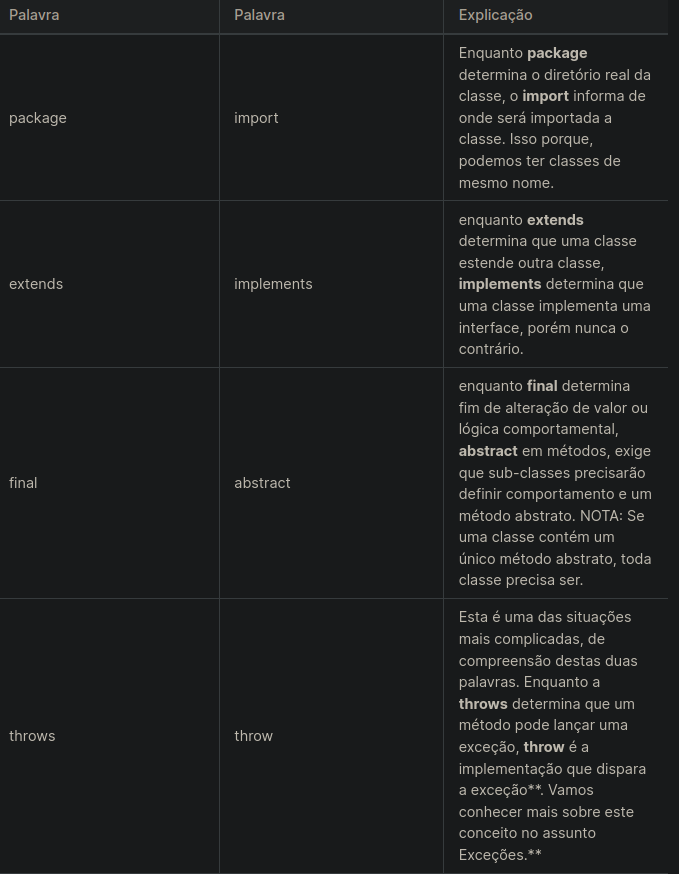 Palavra Palavra Explicação
Enquanto package
determina o diretório real da
classe, o import informa de
package import onde será importada a
classe. Isso porque,
podemos ter classes de
mesmo nome.
enquanto extends
determina que uma classe
estende outra classe,
extends implements implements determina que
uma classe implementa uma
interface, porém nunca o
contrário.
enquanto final determina
fim de alteração de valor ou
lógica comportamental,
abstract em métodos, exige
final abstract que sub-classes precisarão
definir comportamento e um
método abstrato. NOTA: Se
uma classe contém um
único método abstrato, toda
classe precisa ser.
Esta é uma das situações
mais complicadas, de
compreensão destas duas
palavras. Enquanto a
throws determina que um
método pode lançar uma
throws throw exceção, throw é a
implementação que dispara
a exceção**. Vamos
conhecer mais sobre este
conceito no assunto
Exceções.**